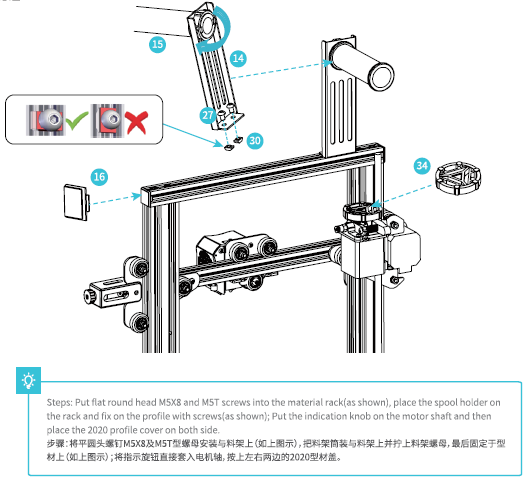 15
14
27
30
16
34
Steps: Put flat round head M5X8 and M5T screws into the material rack(as shown), place the spool holder on
the rack and fix on the profile with screws(as shown); Put the indication knob on the motor shaft and then
place the 2020 profile cover on both side.
步骤:将平圆头螺钉M5X8及M5T型螺母安装与料架上(如上图示),把料架筒装与料架上并拧上料架螺母,最后固定于型
材上(如上图示);将指示旋钮直接套入电机轴,按上左右两边的2020型材盖。